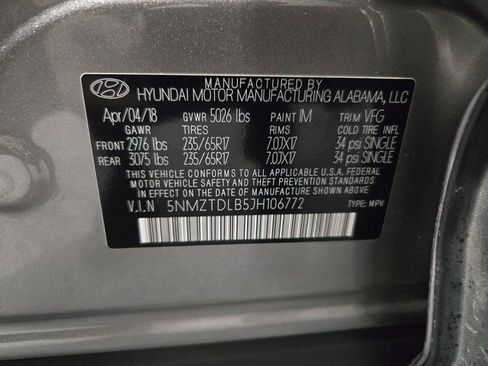 MANUFACTURED BY
HYUNDAI MOTOR MANUFACTURING ALABAMA, LLC
Apr/04/18 GVWR 5026 lbs PAINT IM TRIM VFG
GAWR TIRES RIMS COLD TIRE INFL
FRONT 2976 lbs 235/65R17 7.0JX17 34 psi SINGLE
REAR 3075 lbs 235/65R17 7.0JX17 34 psi SINGLE
THIS VEHICLE CONFORMS TO ALL APPLICABLE U.S.A. FEDERAL
MOTOR VEHICLE SAFETY AND THEFT PREVENTION STANDARDS
IN EFFECT ON THE DATE OF MANUFACTURE SHOWN ABOVE.
V.I.N 5NMZTDLB5JH106772
TYPE: MPV